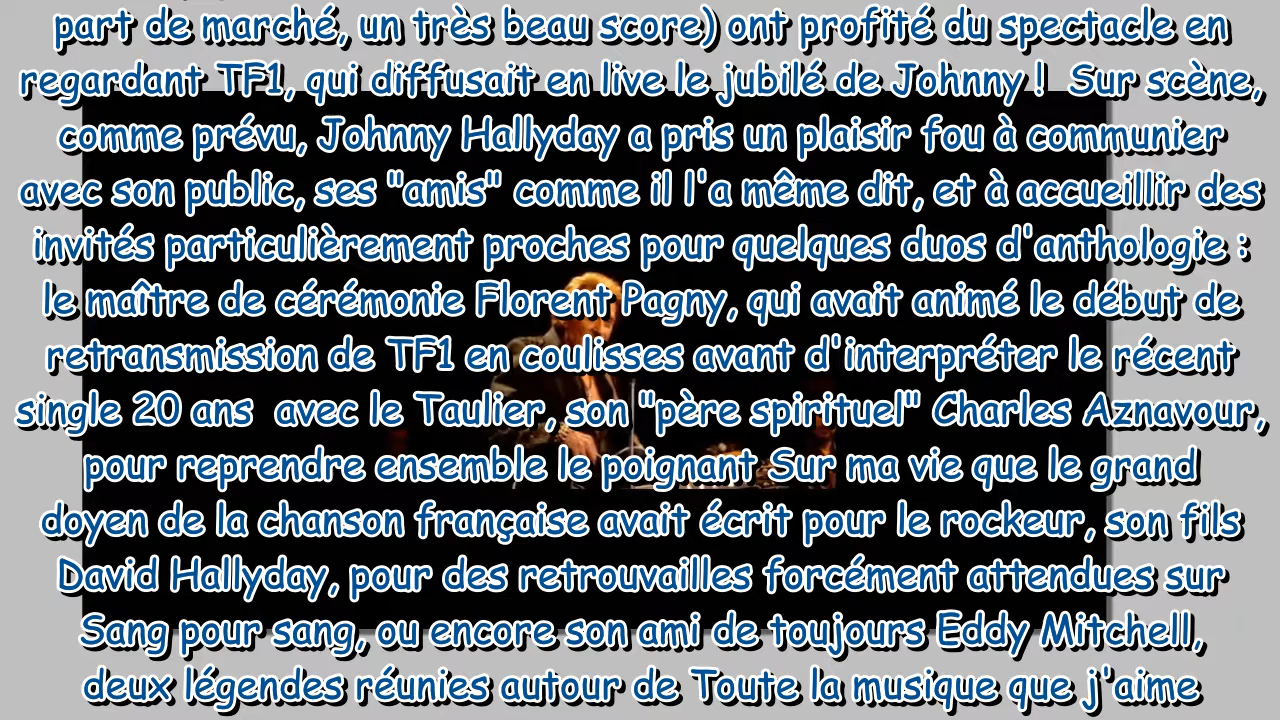 part de marché, un très beau score) ont profité du spectacle en
regardant TF1, qui diffusait en live le jubilé de Johnny ! Sur scène,
comme prévu, Johnny Hallyday a pris un plaisir fou à communier
avec son public, ses "amis" comme il l'a même dit, et à accueillir des
invités particulièrement proches pour quelques duos d'anthologie :
le maître de cérémonie Florent Pagny, qui avait animé le début de
retransmission de TF1 en coulisses avant d'interpréter le récent
single 20 ans avec le Taulier, son "père spirituel" Charles Aznavour,
pour reprendre ensemble le poignant Sur ma vie que le grand
doyen de la chanson française avait écrit pour le rockeur, son fils
David Hallyday, pour des retrouvailles forcément attendues sur
Sang pour sang, ou encore son ami de toujours Eddy Mitchell,
deux légendes réunies autour de Toute la musique que j'aime